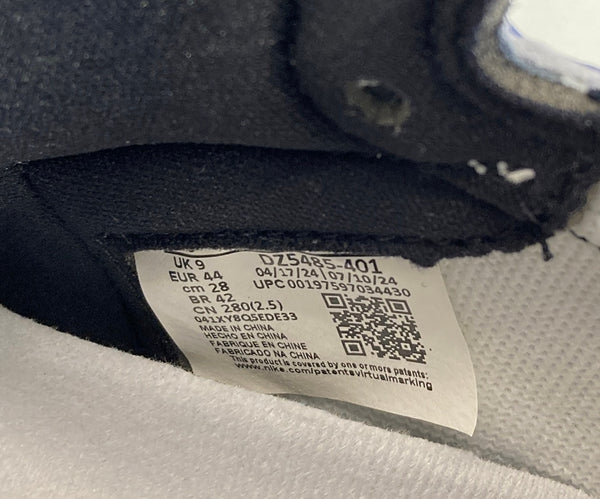 UK 9
EUR 44
cm 28
BR 42
CN 280(2.5)
041XY8Q5EDE33
MADE IN CHINA
HECHO EN CHINA
FABRIQUE EN CHINE
FABRICADO NA CHINA
DZ5485-401
04/17/24 | 07/10/24
UPC 00197597034430
This product is covered by one or more patents:
www.nike.com/patentsvirtualmarking